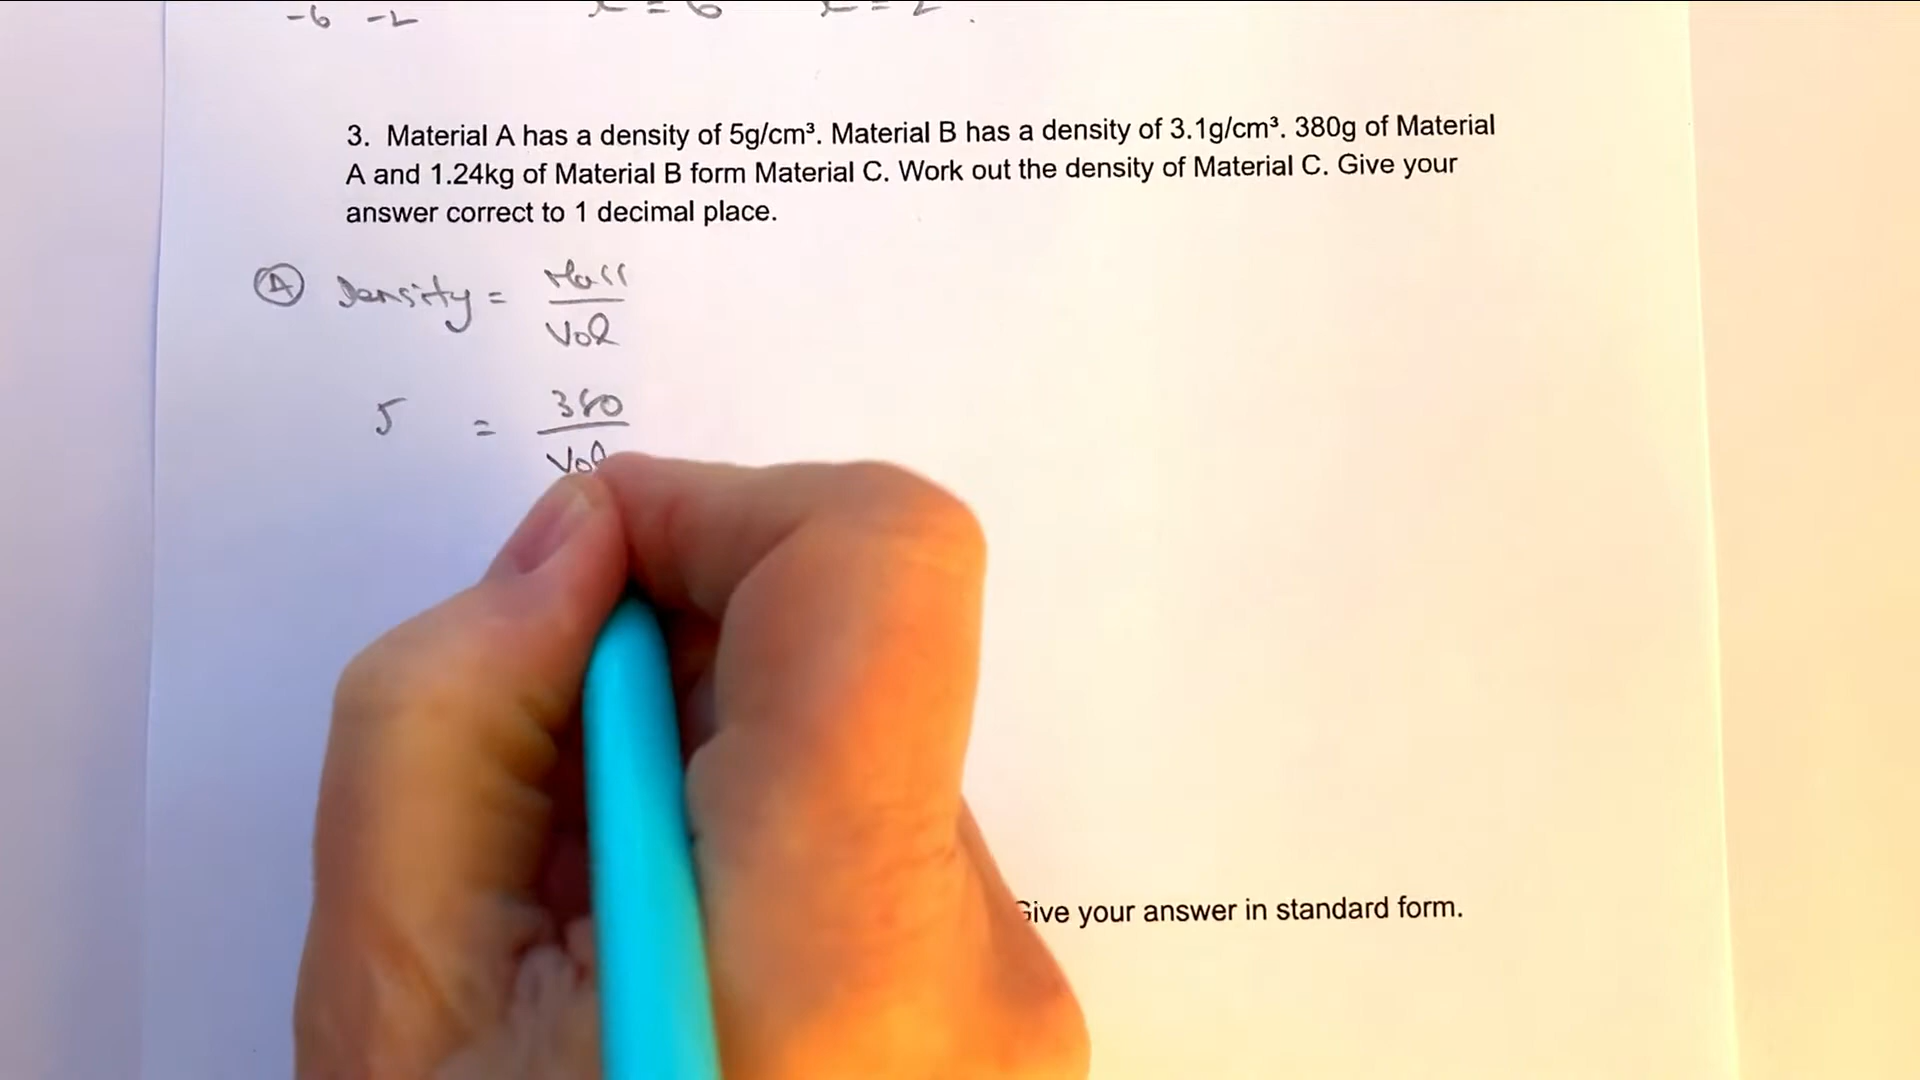 -6 -2 x = 6 x = 2
3. Material A has a density of 5g/cm³. Material B has a density of 3.1g/cm³. 380g of Material
A and 1.24kg of Material B form Material C. Work out the density of Material C. Give your
answer correct to 1 decimal place.
A Density = Mass
Vol
5 = 380
Vol
Give your answer in standard form.